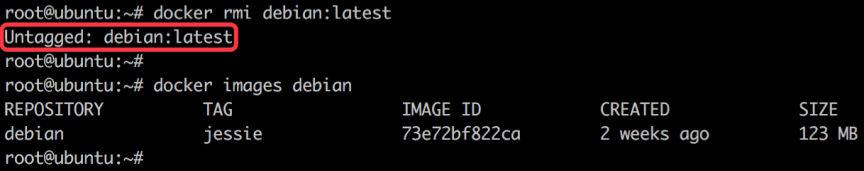 root@ubuntu:~# docker rmi debian:latest
Untagged: debian:latest
root@ubuntu:~#
root@ubuntu:~# docker images debian
REPOSITORY TAG IMAGE ID CREATED SIZE
debian jessie 73e72bf822ca 2 weeks ago 123 MB
root@ubuntu:~#